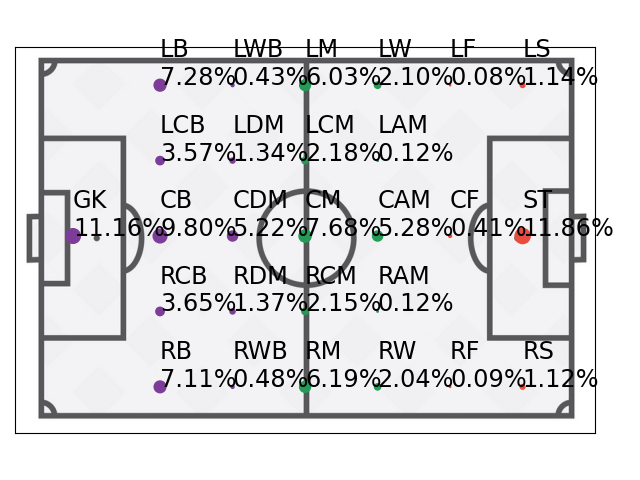 LB LWB LM LW LF LS
7.28% 0.43% 6.03% 2.10% 0.08% 1.14%
LCB LDM LCM LAM
3.57% 1.34% 2.18% 0.12%
GK CB CDM CM CAM CF ST
11.16% 9.80% 5.22% 7.68% 5.28% 0.41% 11.86%
RCB RDM RCM RAM
3.65% 1.37% 2.15% 0.12%
RB RWB RM RW RF RS
7.11% 0.48% 6.19% 2.04% 0.09% 1.12%